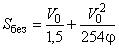 Sбез = V0/1,5 + V0²/254φ